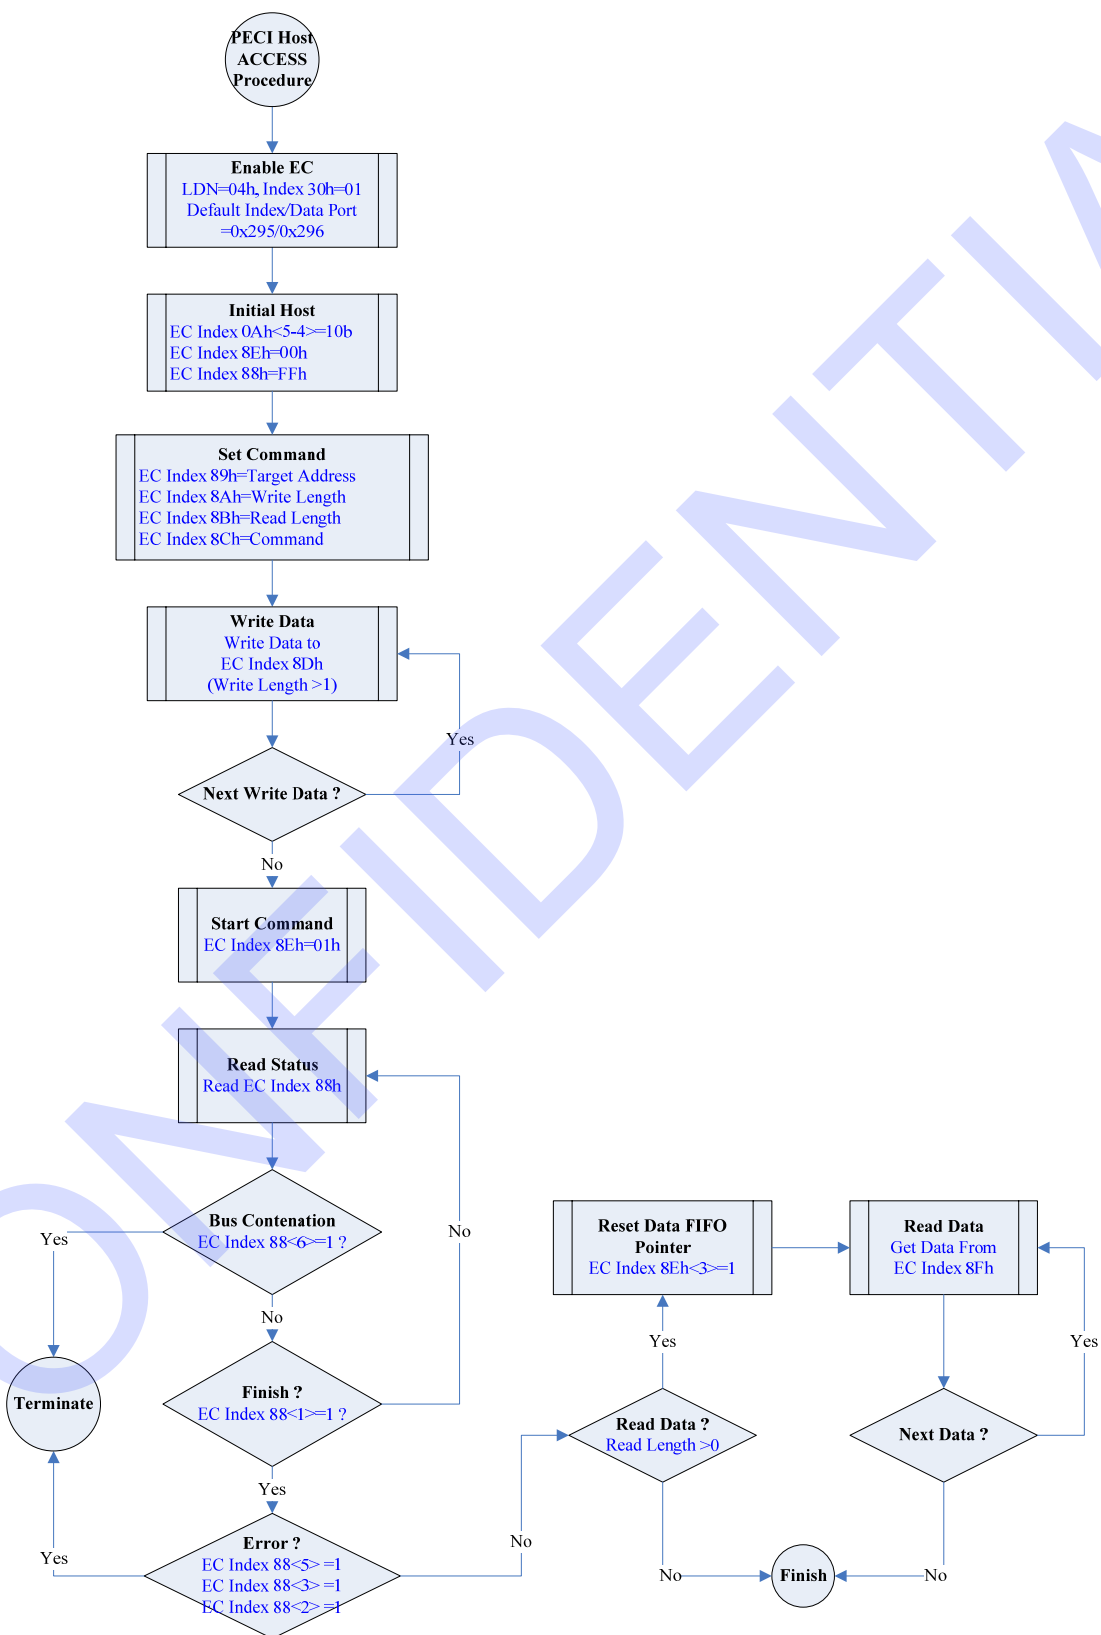 PECI Host
ACCESS
Procedure
Enable EC
LDN=04h, Index 30h=01
Default Index/Data Port
=0x295/0x296
Initial Host
EC Index 0Ah<5-4>=10b
EC Index 8Eh=00h
EC Index 88h=FFh
Set Command
EC Index 89h=Target Address
EC Index 8Ah=Write Length
EC Index 8Bh=Read Length
EC Index 8Ch=Command
Write Data
Write Data to
EC Index 8Dh
(Write Length >1)
Yes
Next Write Data ?
No
Start Command
EC Index 8Eh=01h
Read Status
Read EC Index 88h
Bus Contenation
EC Index 88<6>=1 ?
Yes
No
No
Finish ?
EC Index 88<1>=1 ?
Terminate
Yes
Error ?
EC Index 88<5> =1
EC Index 88<3> =1
EC Index 88<2> =1
Yes
No
Reset Data FIFO
Pointer
EC Index 8Eh<3>=1
Read Data
Get Data From
EC Index 8Fh
Yes
Yes
Read Data ?
Read Length >0
Next Data ?
No
Finish
No
ONFIDENTIA